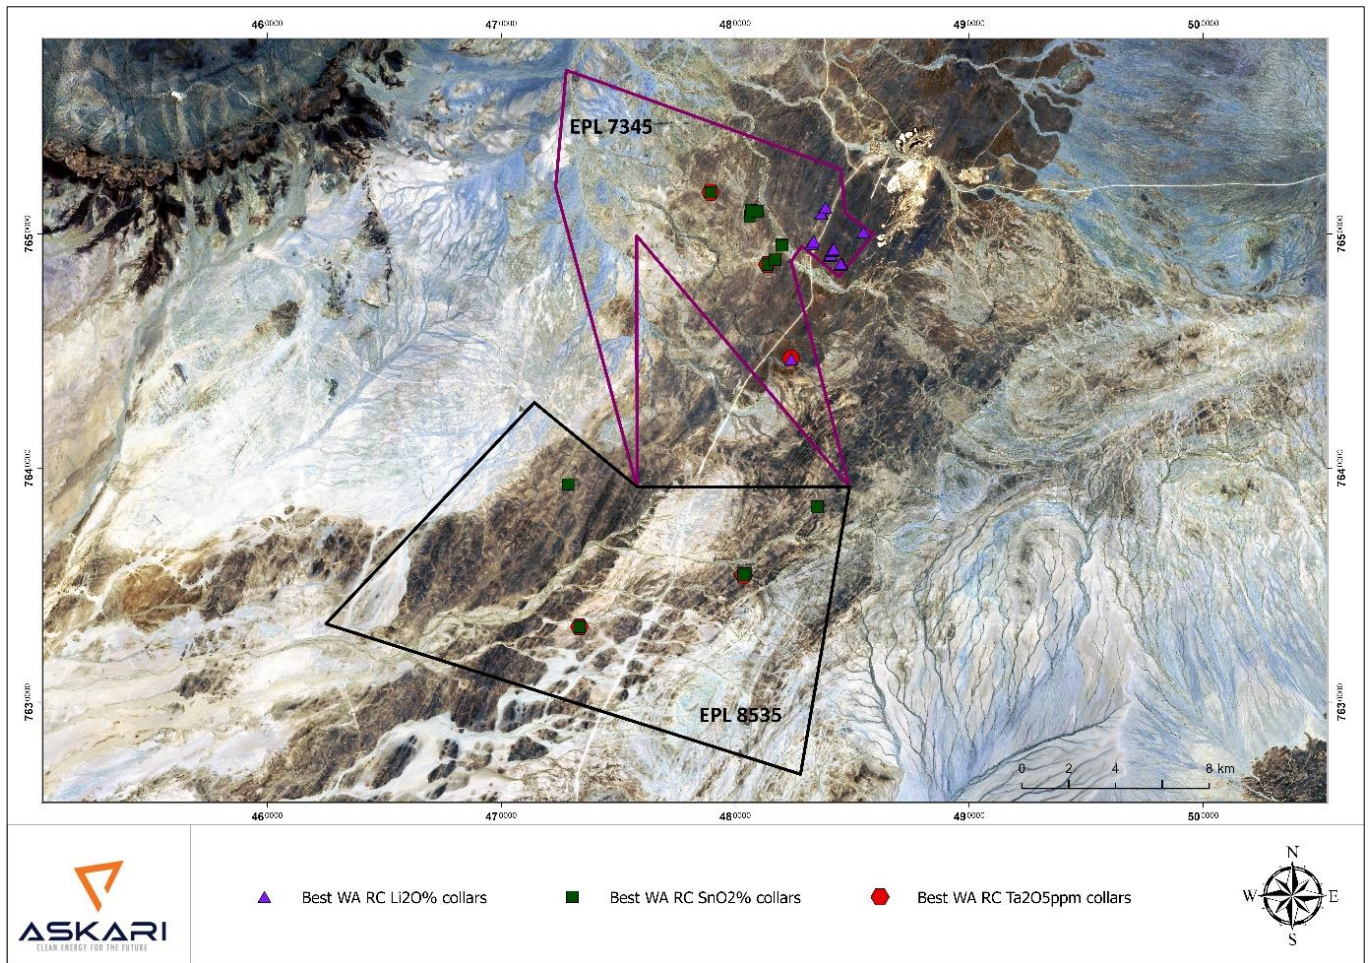 46⁰⁰⁰⁰ 47⁰⁰⁰⁰ 48⁰⁰⁰⁰ 49⁰⁰⁰⁰ 50⁰⁰⁰⁰
EPL 7345
765⁰⁰⁰⁰ 765⁰⁰⁰⁰
764⁰⁰⁰⁰ 764⁰⁰⁰⁰
763⁰⁰⁰⁰ 763⁰⁰⁰⁰
EPL 8535
0 2 4 8 km
46⁰⁰⁰⁰ 47⁰⁰⁰⁰ 48⁰⁰⁰⁰ 49⁰⁰⁰⁰ 50⁰⁰⁰⁰
ASKARI
CLEAN ENERGY FOR THE FUTURE
Best WA RC Li2O% collars
Best WA RC SnO2% collars
Best WA RC Ta2O5ppm collars
N
W E
S